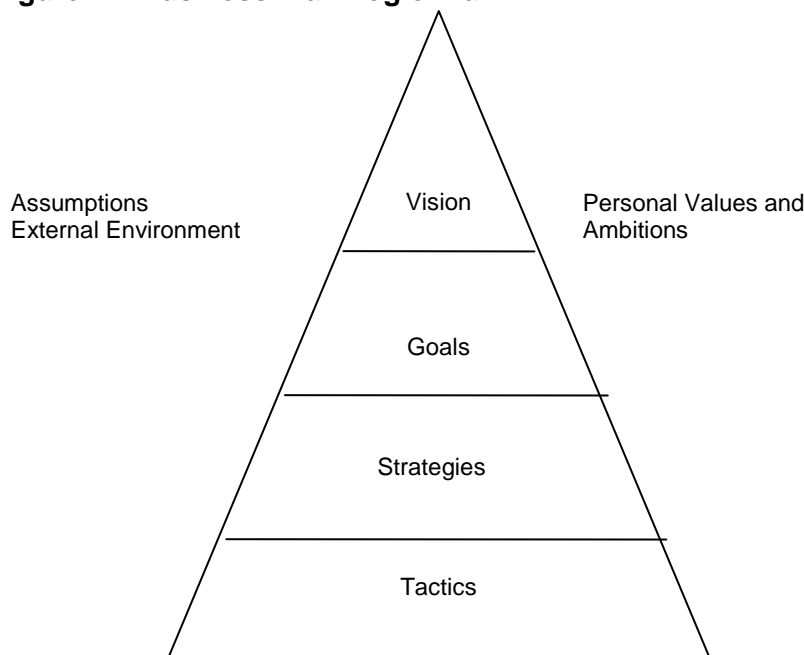 Assumptions
External Environment
Vision
Personal Values and
Ambitions
Goals
Strategies
Tactics